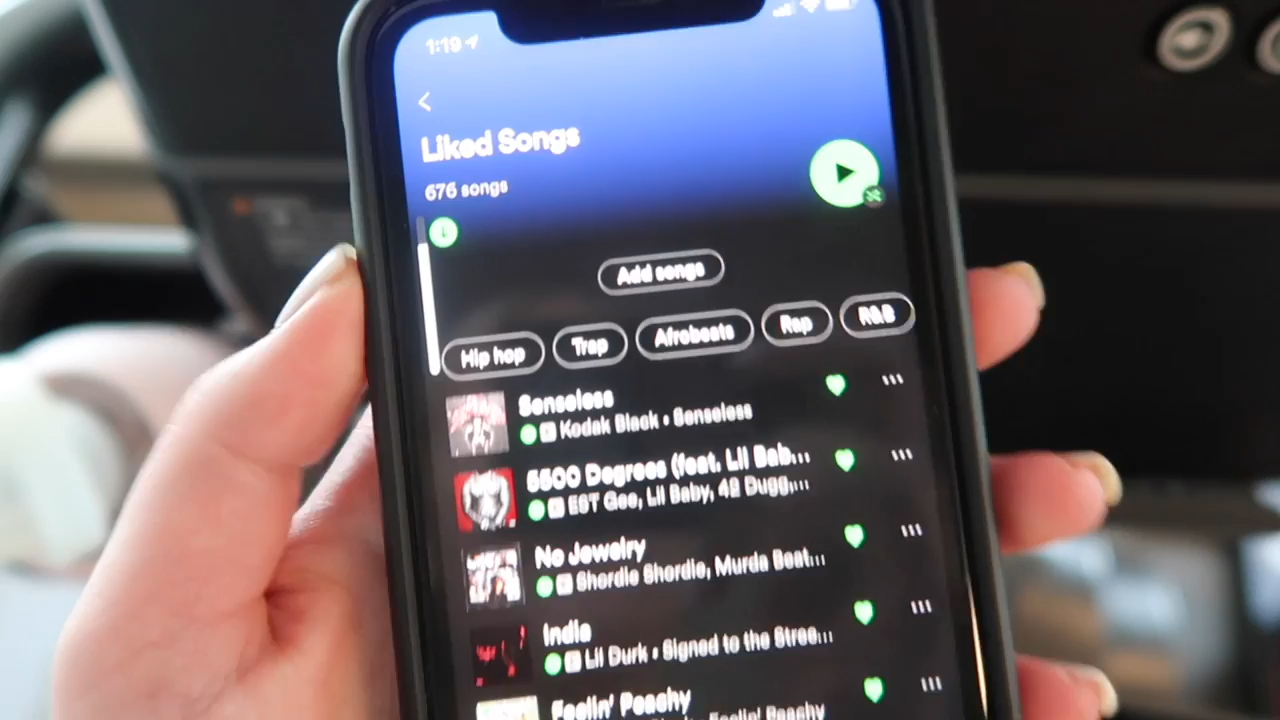 1:19
Liked Songs
676 songs
Add songs
Hip hop Trap Afrobeats Rap R&B
Senseless
E Kodak Black • Senseless
5500 Degrees (feat. Lil Bab...
E EST Gee, Lil Baby, 42 Dugg,...
No Jewelry
E Shordie Shordie, Murda Beat...
India
E Lil Durk • Signed to the Stree...
Feelin' Peachy
Feelin' Peachy